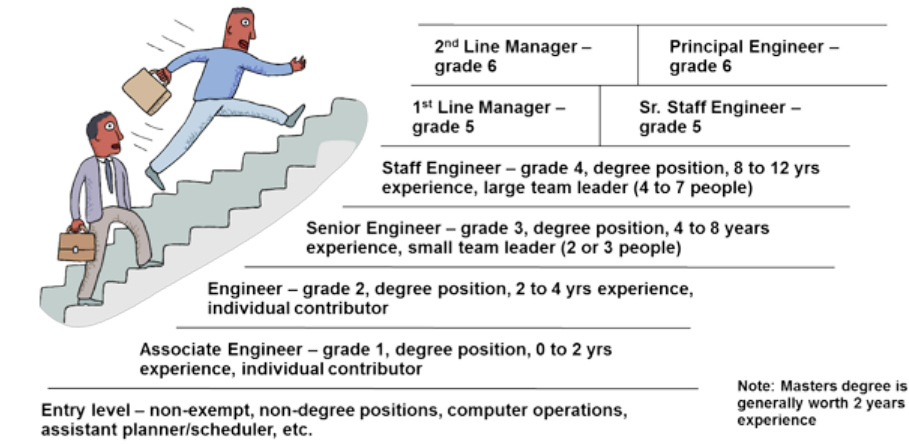 2nd Line Manager –
grade 6
Principal Engineer –
grade 6
1st Line Manager –
grade 5
Sr. Staff Engineer –
grade 5
Staff Engineer – grade 4, degree position, 8 to 12 yrs
experience, large team leader (4 to 7 people)
Senior Engineer – grade 3, degree position, 4 to 8 years
experience, small team leader (2 or 3 people)
Engineer – grade 2, degree position, 2 to 4 yrs experience,
individual contributor
Associate Engineer – grade 1, degree position, 0 to 2 yrs
experience, individual contributor
Entry level – non-exempt, non-degree positions, computer operations,
assistant planner/scheduler, etc.
Note: Masters degree is
generally worth 2 years
experience